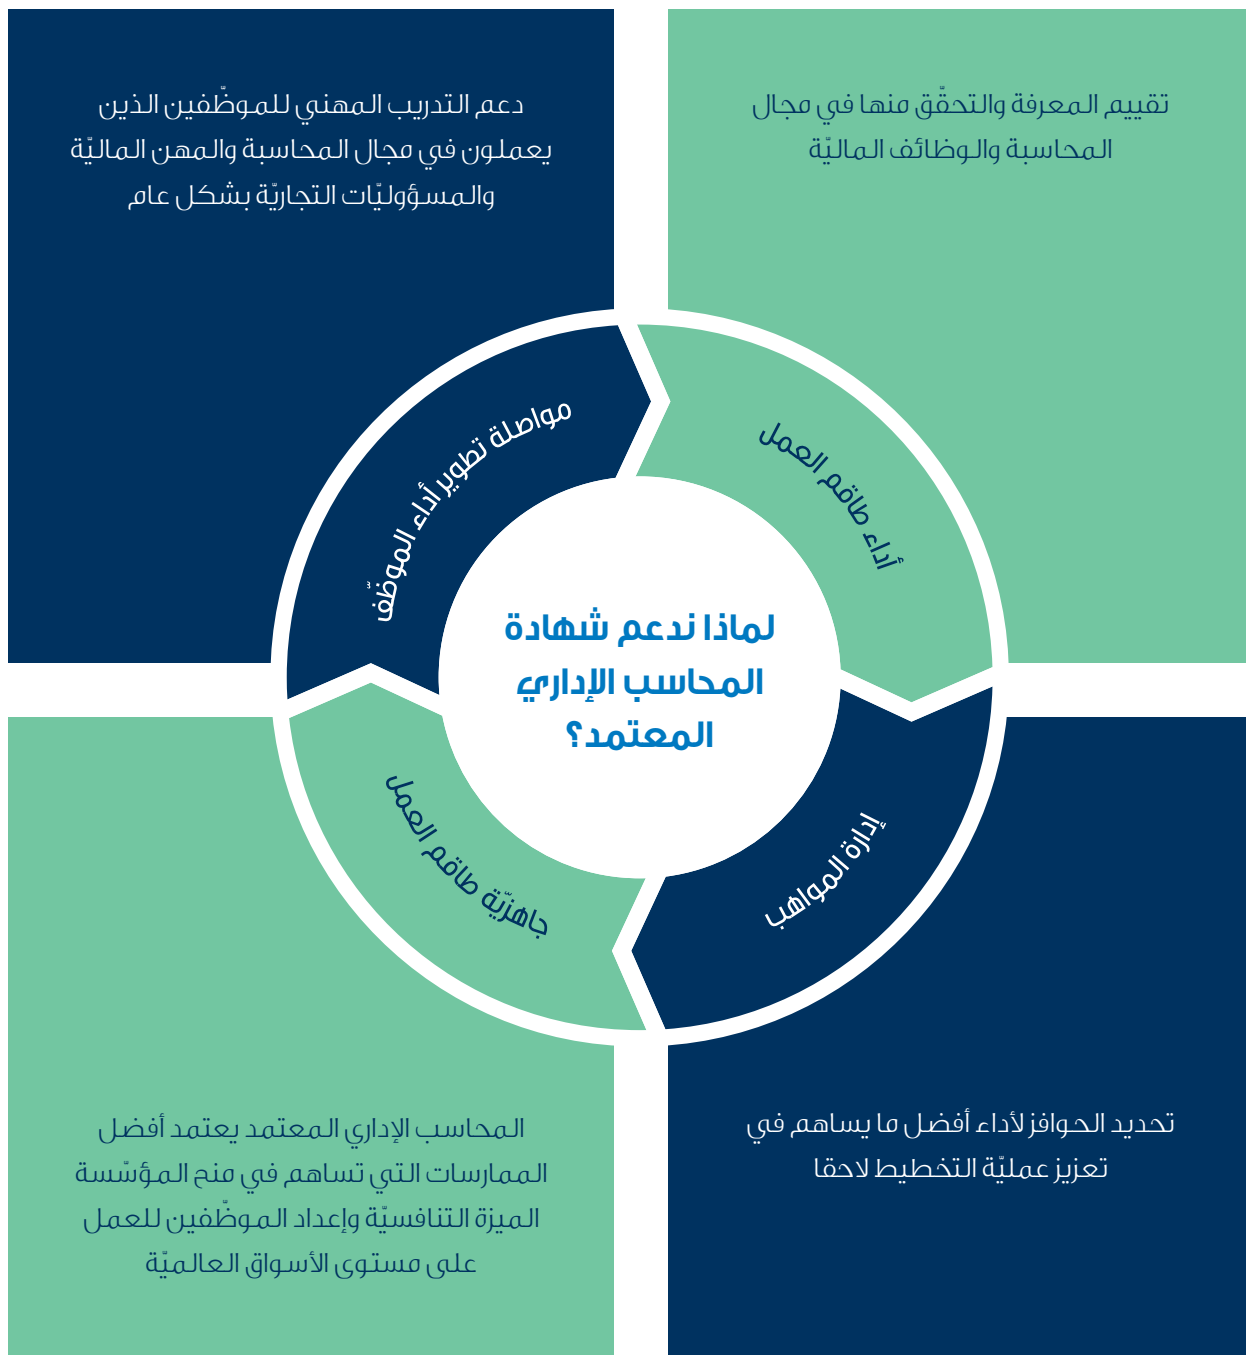 تقييم المعرفة والتحقّق منها في مجال
المحاسبة والوظائف الماليّة
دعم التدريب المهني للموظّفين الذين
يعملون في مجال المحاسبة والمهن الماليّة
والمسؤوليّات التجاريّة بشكل عام
أداء طاقم العمل
مواصلة تطوير أداء الموظّف
لماذا ندعم شهادة
المحاسب الإداري
المعتمد؟
إدارة المواهب
جاهزيّة طاقم العمل
تحديد الحوافز لأداء أفضل ما يساهم في
تعزيز عمليّة التخطيط لاحقا
المحاسب الإداري المعتمد يعتمد أفضل
الممارسات التي تساهم في منح المؤسّسة
الميزة التنافسيّة وإعداد الموظّفين للعمل
على مستوى الأسواق العالميّة